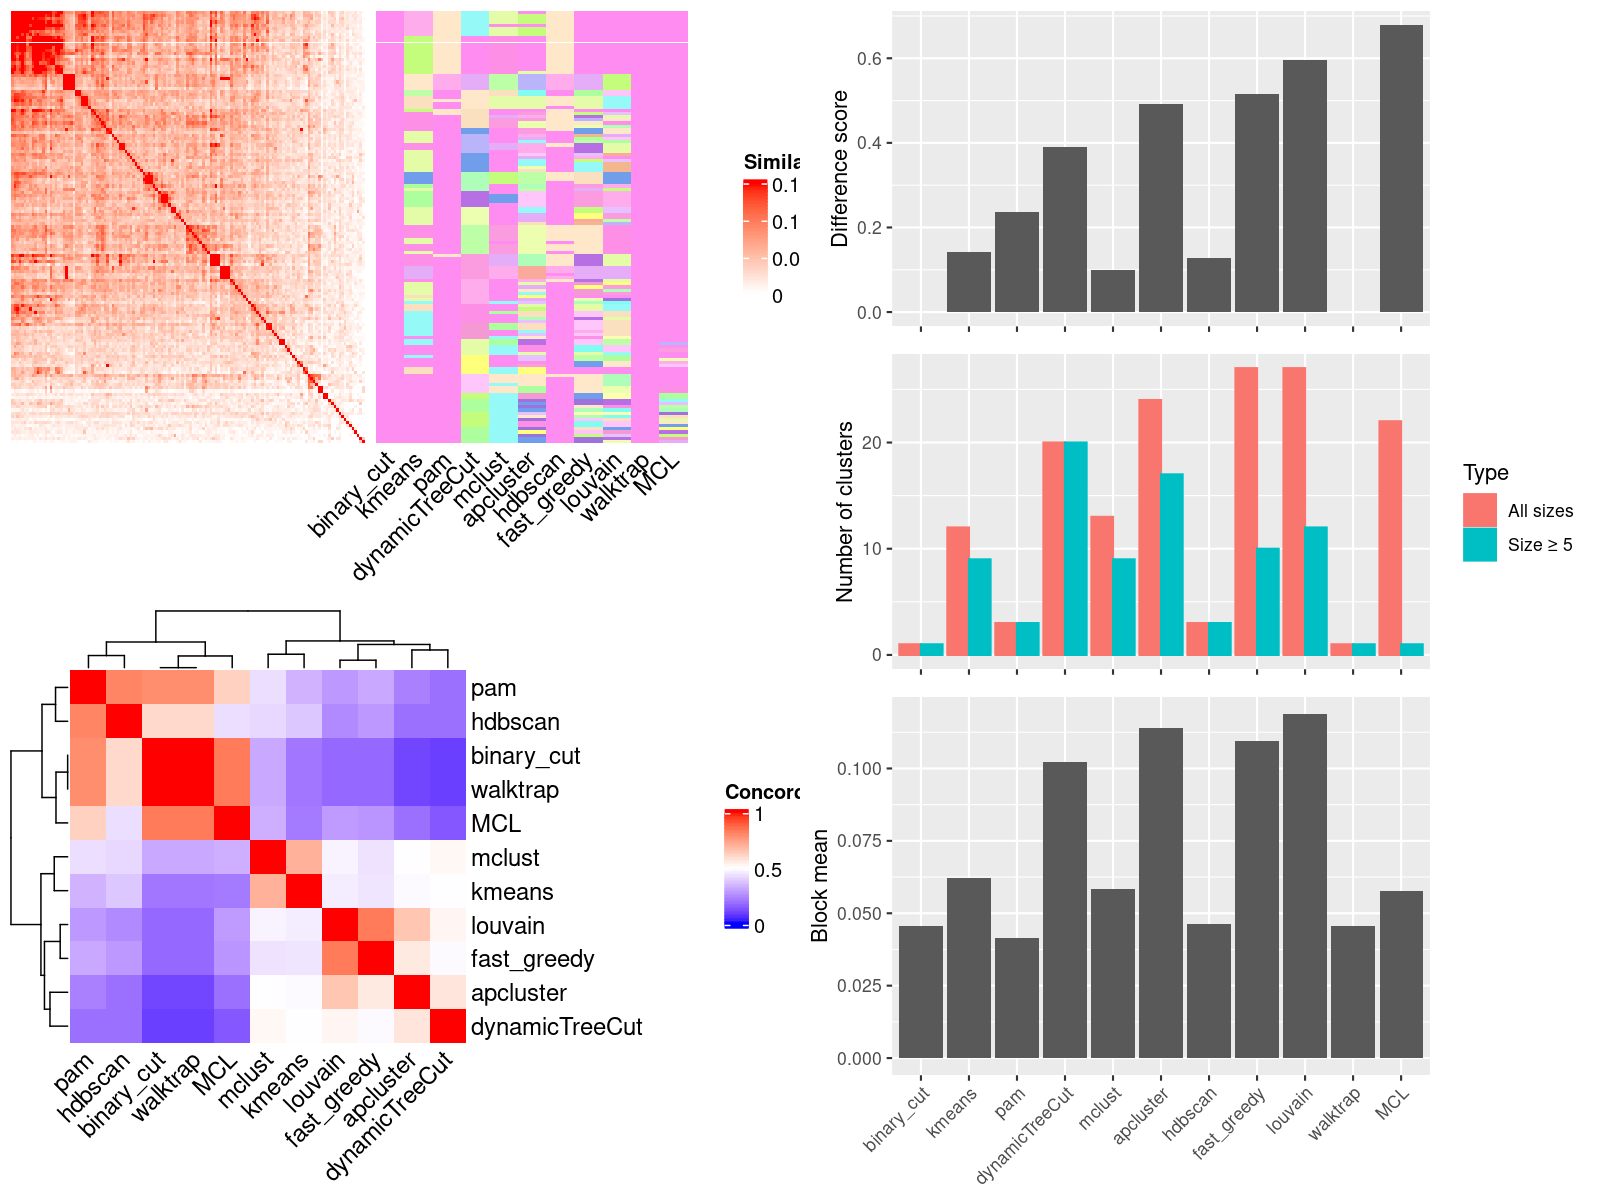 Simila
0.1
0.1
0.0
0
binary_cut
kmeans
pam
dynamicTreeCut
mclust
apcluster
hdbscan
fast_greedy
louvain
walktrap
MCL
pam
hdbscan
binary_cut
walktrap
MCL
mclust
kmeans
louvain
fast_greedy
apcluster
dynamicTreeCut
pam
hdbscan
binary_cut
walktrap
MCL
mclust
kmeans
louvain
fast_greedy
apcluster
dynamicTreeCut
Concord
1
0.5
0
Difference score
0.6
0.4
0.2
0.0
Number of clusters
20
10
0
Type
All sizes
Size ≥ 5
Block mean
0.100
0.075
0.050
0.025
0.000
binary_cut
kmeans
pam
dynamicTreeCut
mclust
apcluster
hdbscan
fast_greedy
louvain
walktrap
MCL